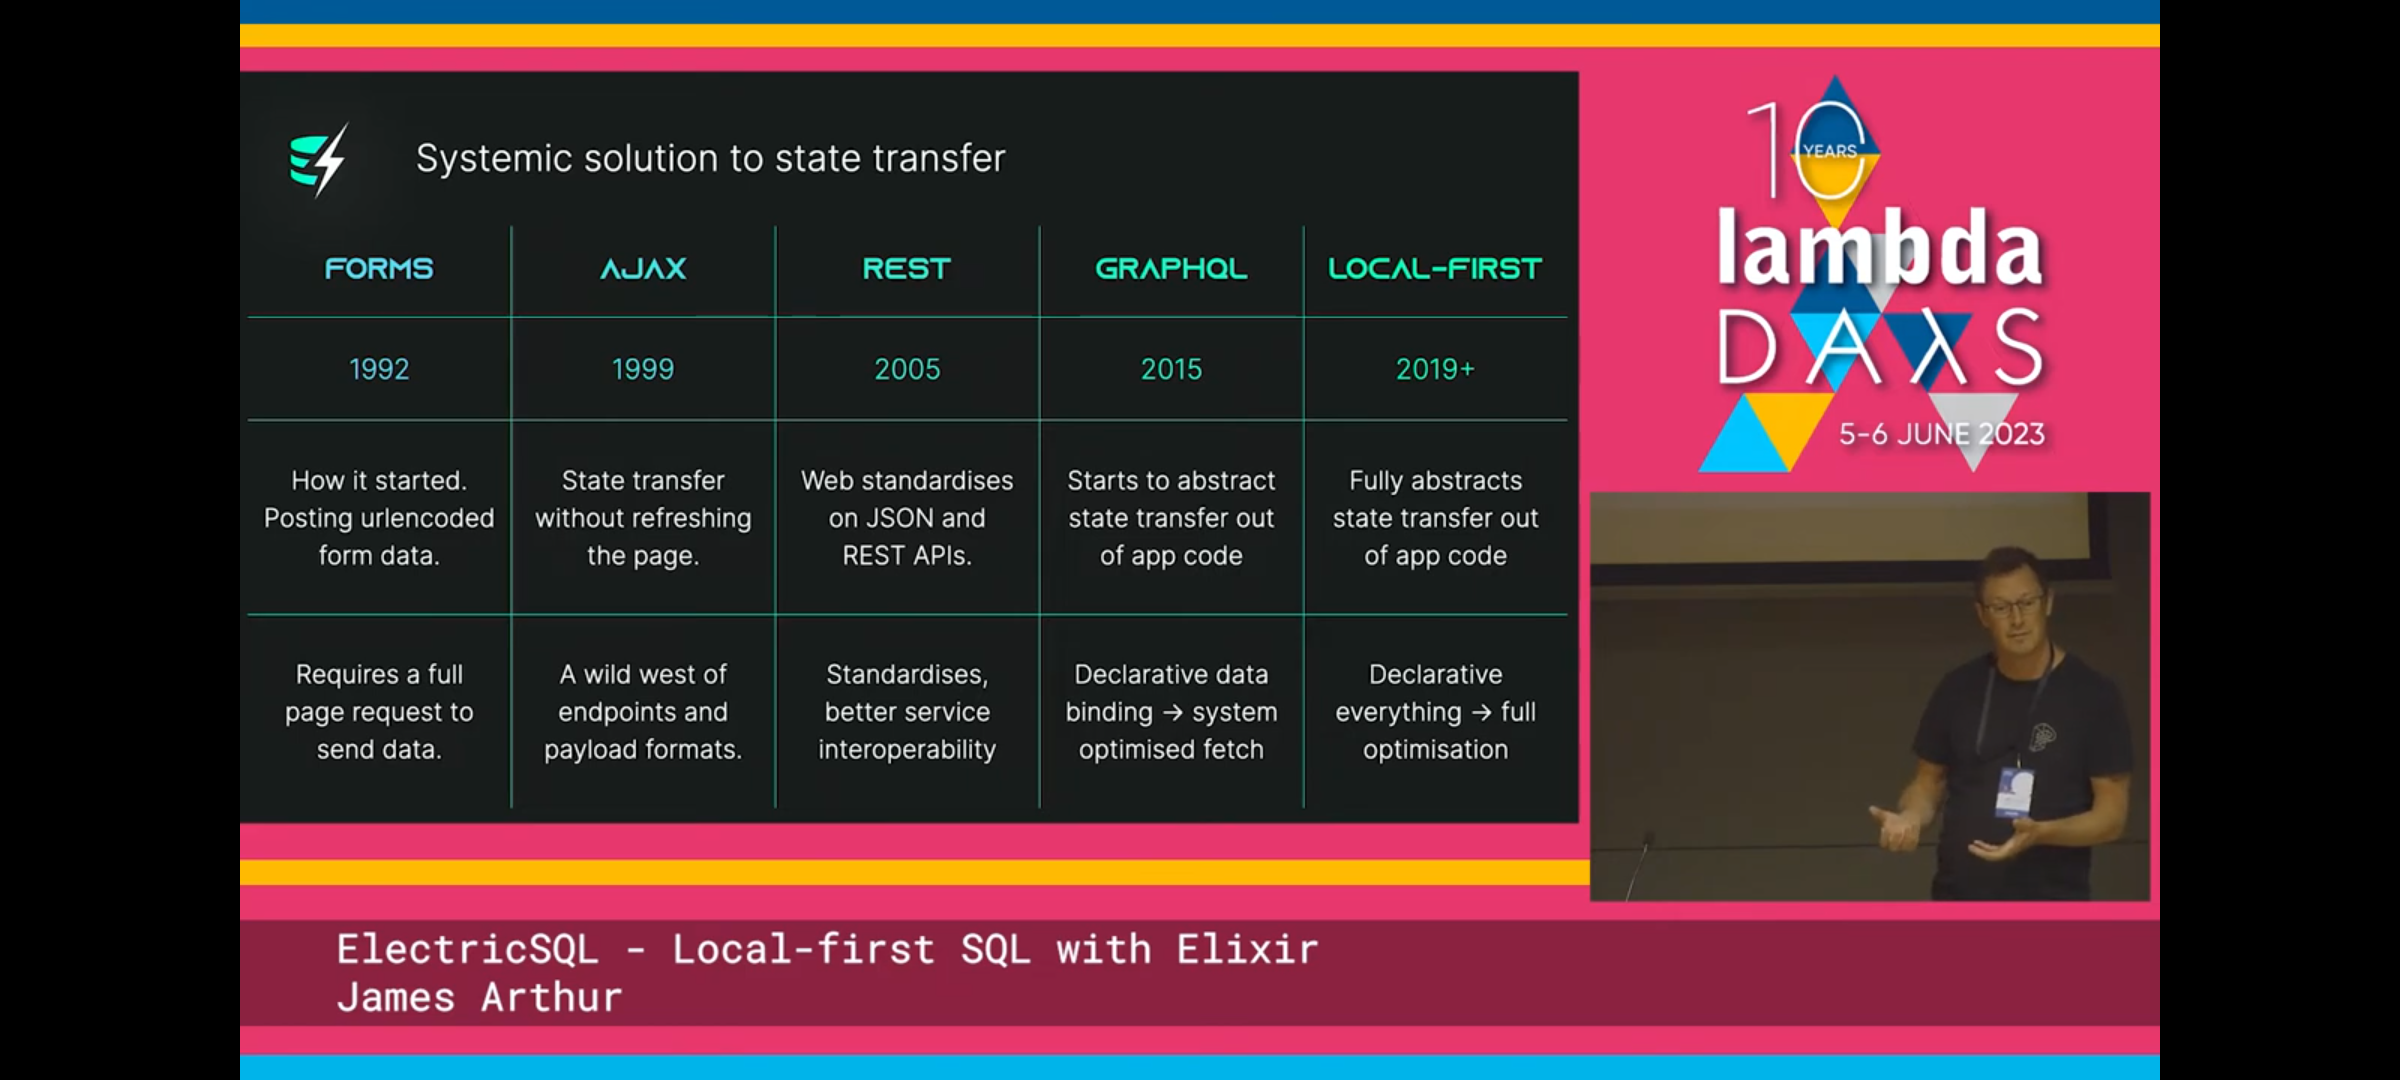 Systemic solution to state transfer
FORMS
AJAX
REST
GRAPHQL
LOCAL-FIRST
1992
1999
2005
2015
2019+
How it started.
Posting urlencoded
form data.
State transfer
without refreshing
the page.
Web standardises
on JSON and
REST APIs.
Starts to abstract
state transfer out
of app code
Fully abstracts
state transfer out
of app code
Requires a full
page request to
send data.
A wild west of
endpoints and
payload formats.
Standardises,
better service
interoperability
Declarative data
binding → system
optimised fetch
Declarative
everything → full
optimisation
10
YEARS
lambda
DAλS
5-6 JUNE 2023
ElectricSQL - Local-first SQL with Elixir
James Arthur